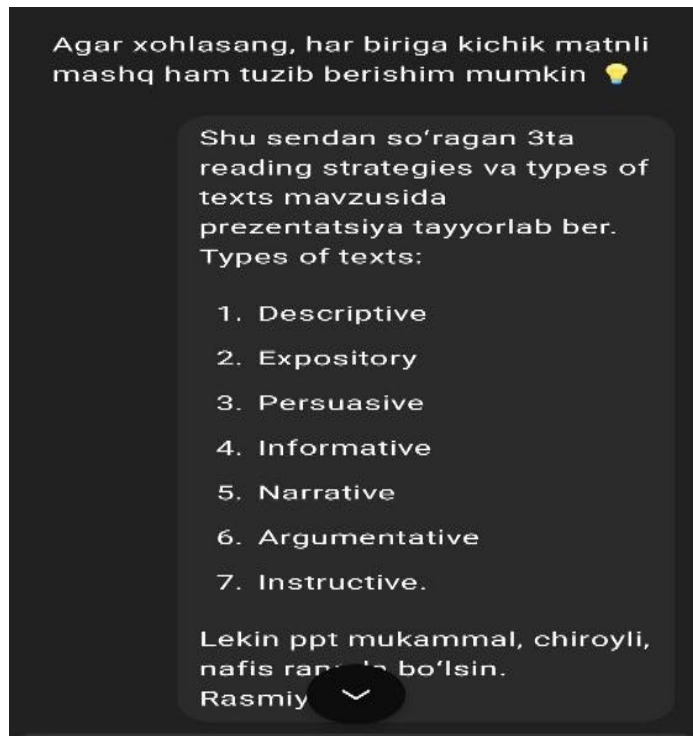 Agar xohlasang, har biriga kichik matnli
mashq ham tuzib berishim mumkin 💡
Shu sendan so‘ragan 3ta
reading strategies va types of
texts mavzusida
prezentatsiya tayyorlab ber.
Types of texts:
1. Descriptive
2. Expository
3. Persuasive
4. Informative
5. Narrative
6. Argumentative
7. Instructive.
Lekin ppt mukammal, chiroyli,
nafis bo‘lsin.
Rasmiy